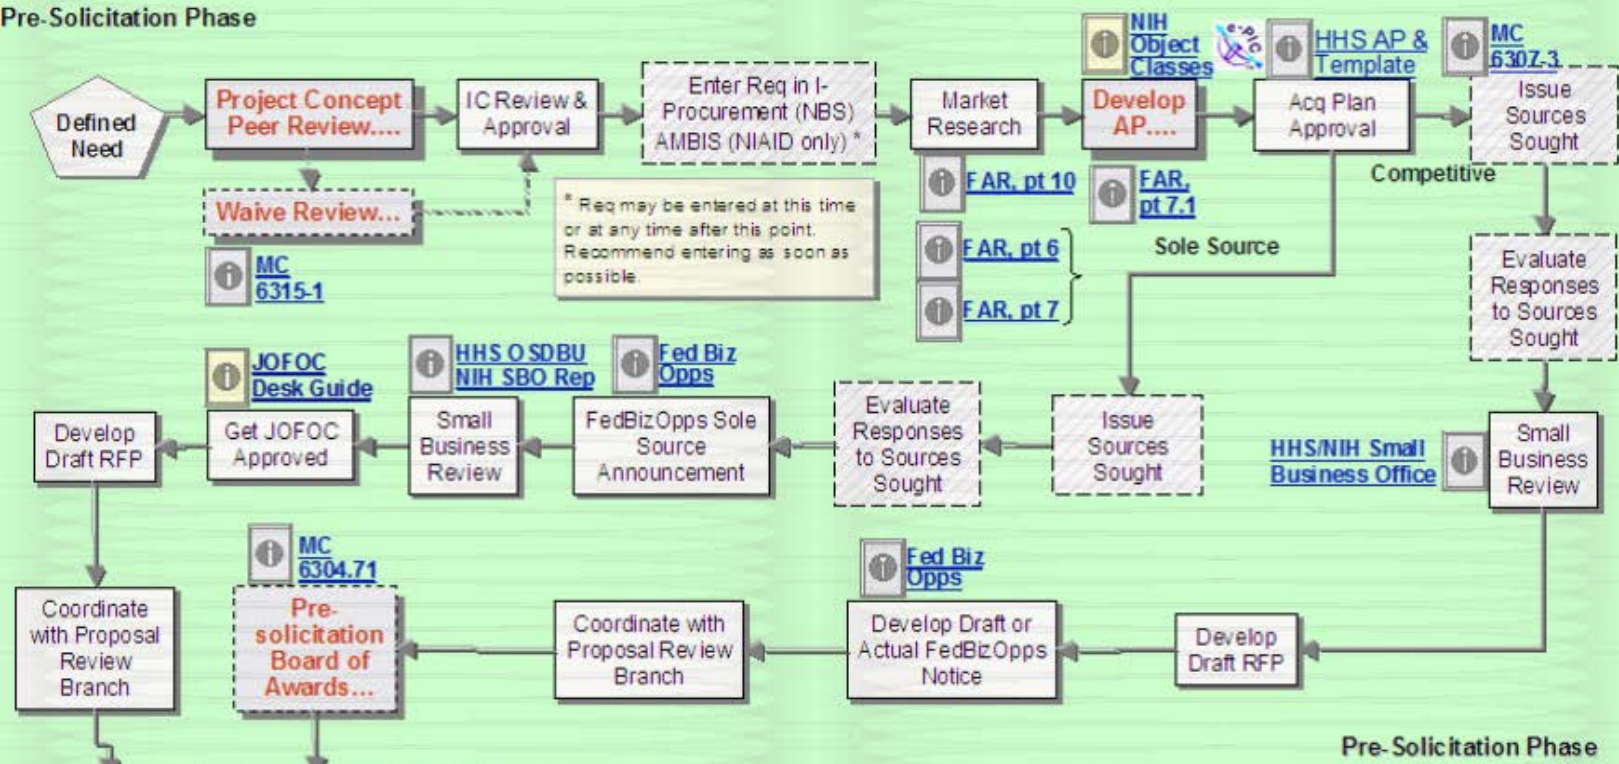 Pre-Solicitation Phase
Defined
Need
Project Concept
Peer Review....
IC Review &
Approval
Enter Req in I-
Procurement (NBS)
AMBIS (NIAID only) *
Market
Research
NIH
Object
Classes
e-PIC
Develop
AP....
HHS AP &
Template
Acq Plan
Approval
MC
6307-3
Issue
Sources
Sought
Waive Review...
MC
6315-1
* Req may be entered at this time
or at any time after this point.
Recommend entering as soon as
possible.
FAR, pt 10
FAR, pt 6
FAR, pt 7
FAR,
pt 7.1
Sole Source
Competitive
Evaluate
Responses
to Sources
Sought
JOFOC
Desk Guide
HHS OSDBU
NIH SBO Rep
Fed Biz
Opps
Develop
Draft RFP
Get JOFOC
Approved
Small
Business
Review
FedBizOpps Sole
Source
Announcement
Evaluate
Responses
to Sources
Sought
Issue
Sources
Sought
HHS/NIH Small
Business Office
Small
Business
Review
MC
6304.71
Fed Biz
Opps
Coordinate
with Proposal
Review
Branch
Pre-
solicitation
Board of
Awards...
Coordinate with
Proposal Review
Branch
Develop Draft or
Actual FedBizOpps
Notice
Develop
Draft RFP
Pre-Solicitation Phase